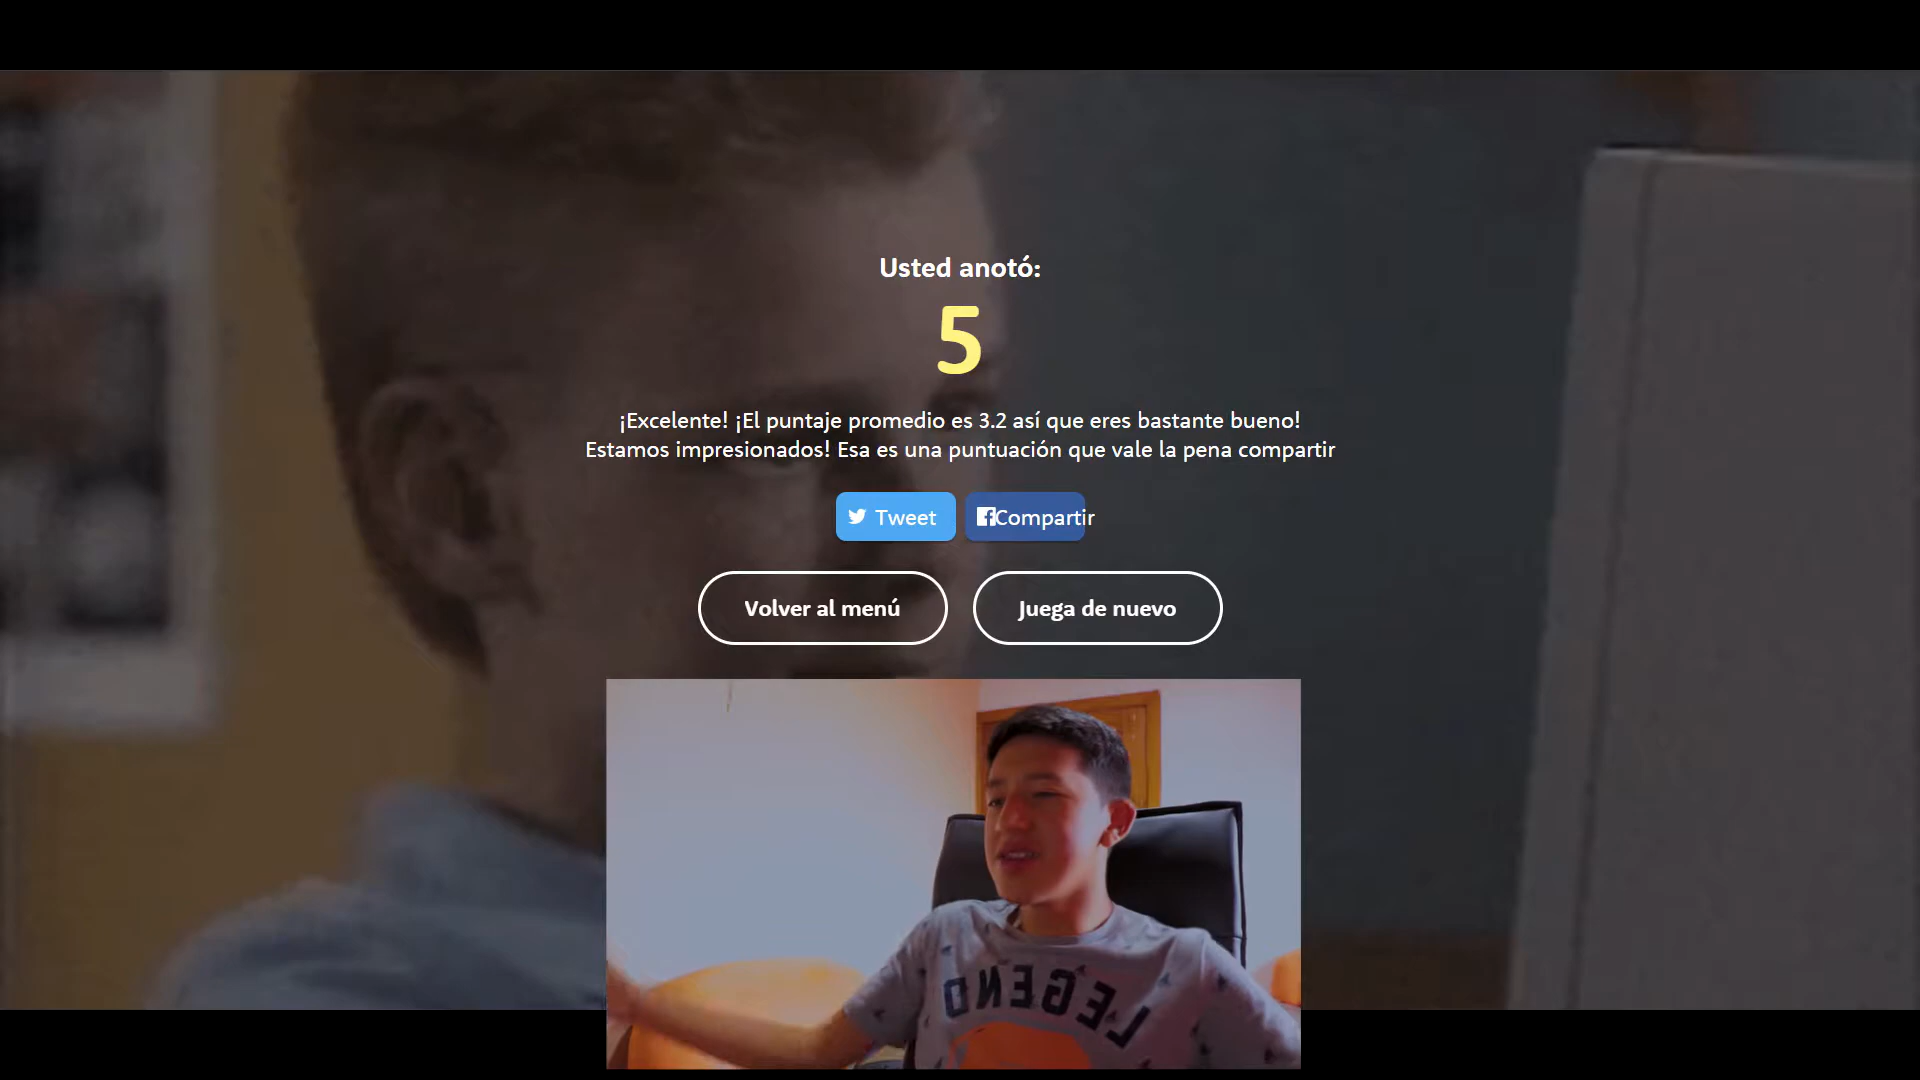 Usted anotó:
5
¡Excelente! ¡El puntaje promedio es 3.2 así que eres bastante bueno!
Estamos impresionados! Esa es una puntuación que vale la pena compartir
Tweet Compartir
Volver al menú Juega de nuevo
LEGEND